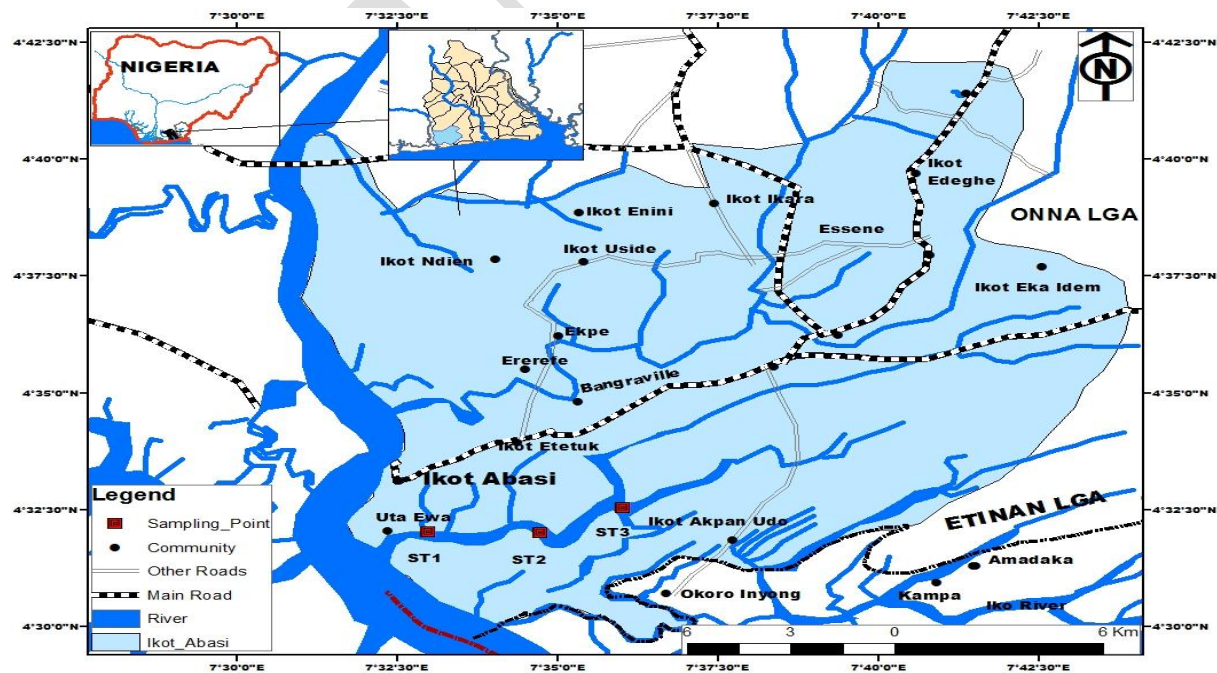 7°30'0"E 7°32'30"E 7°35'0"E 7°37'30"E 7°40'0"E 7°42'30"E
4°42'30"N 4°42'30"N
NIGERIA
N
4°40'0"N 4°40'0"N
Ikot
Edeghe
Ikot Enini
Ikot Ikara
ONNA LGA
Essene
Ikot Uside
Ikot Ndien
4°37'30"N 4°37'30"N
Ikot Eka Idem
Ekpe
Ererefe
Bangraville
4°35'0"N 4°35'0"N
Ikot Etetuk
Ikot Abasi
Legend
Sampling_Point
Community
Other Roads
Main Road
River
Ikot_Abasi
4°32'30"N 4°32'30"N
Uta Ewa
ST1
ST2
ST3
Ikot Akpan Udo
ETINAN LGA
Amadaka
Kampa
Okoro Inyong
Iko River
4°30'0"N 4°30'0"N
6 3 0 6 Km
7°30'0"E 7°32'30"E 7°35'0"E 7°37'30"E 7°40'0"E 7°42'30"E